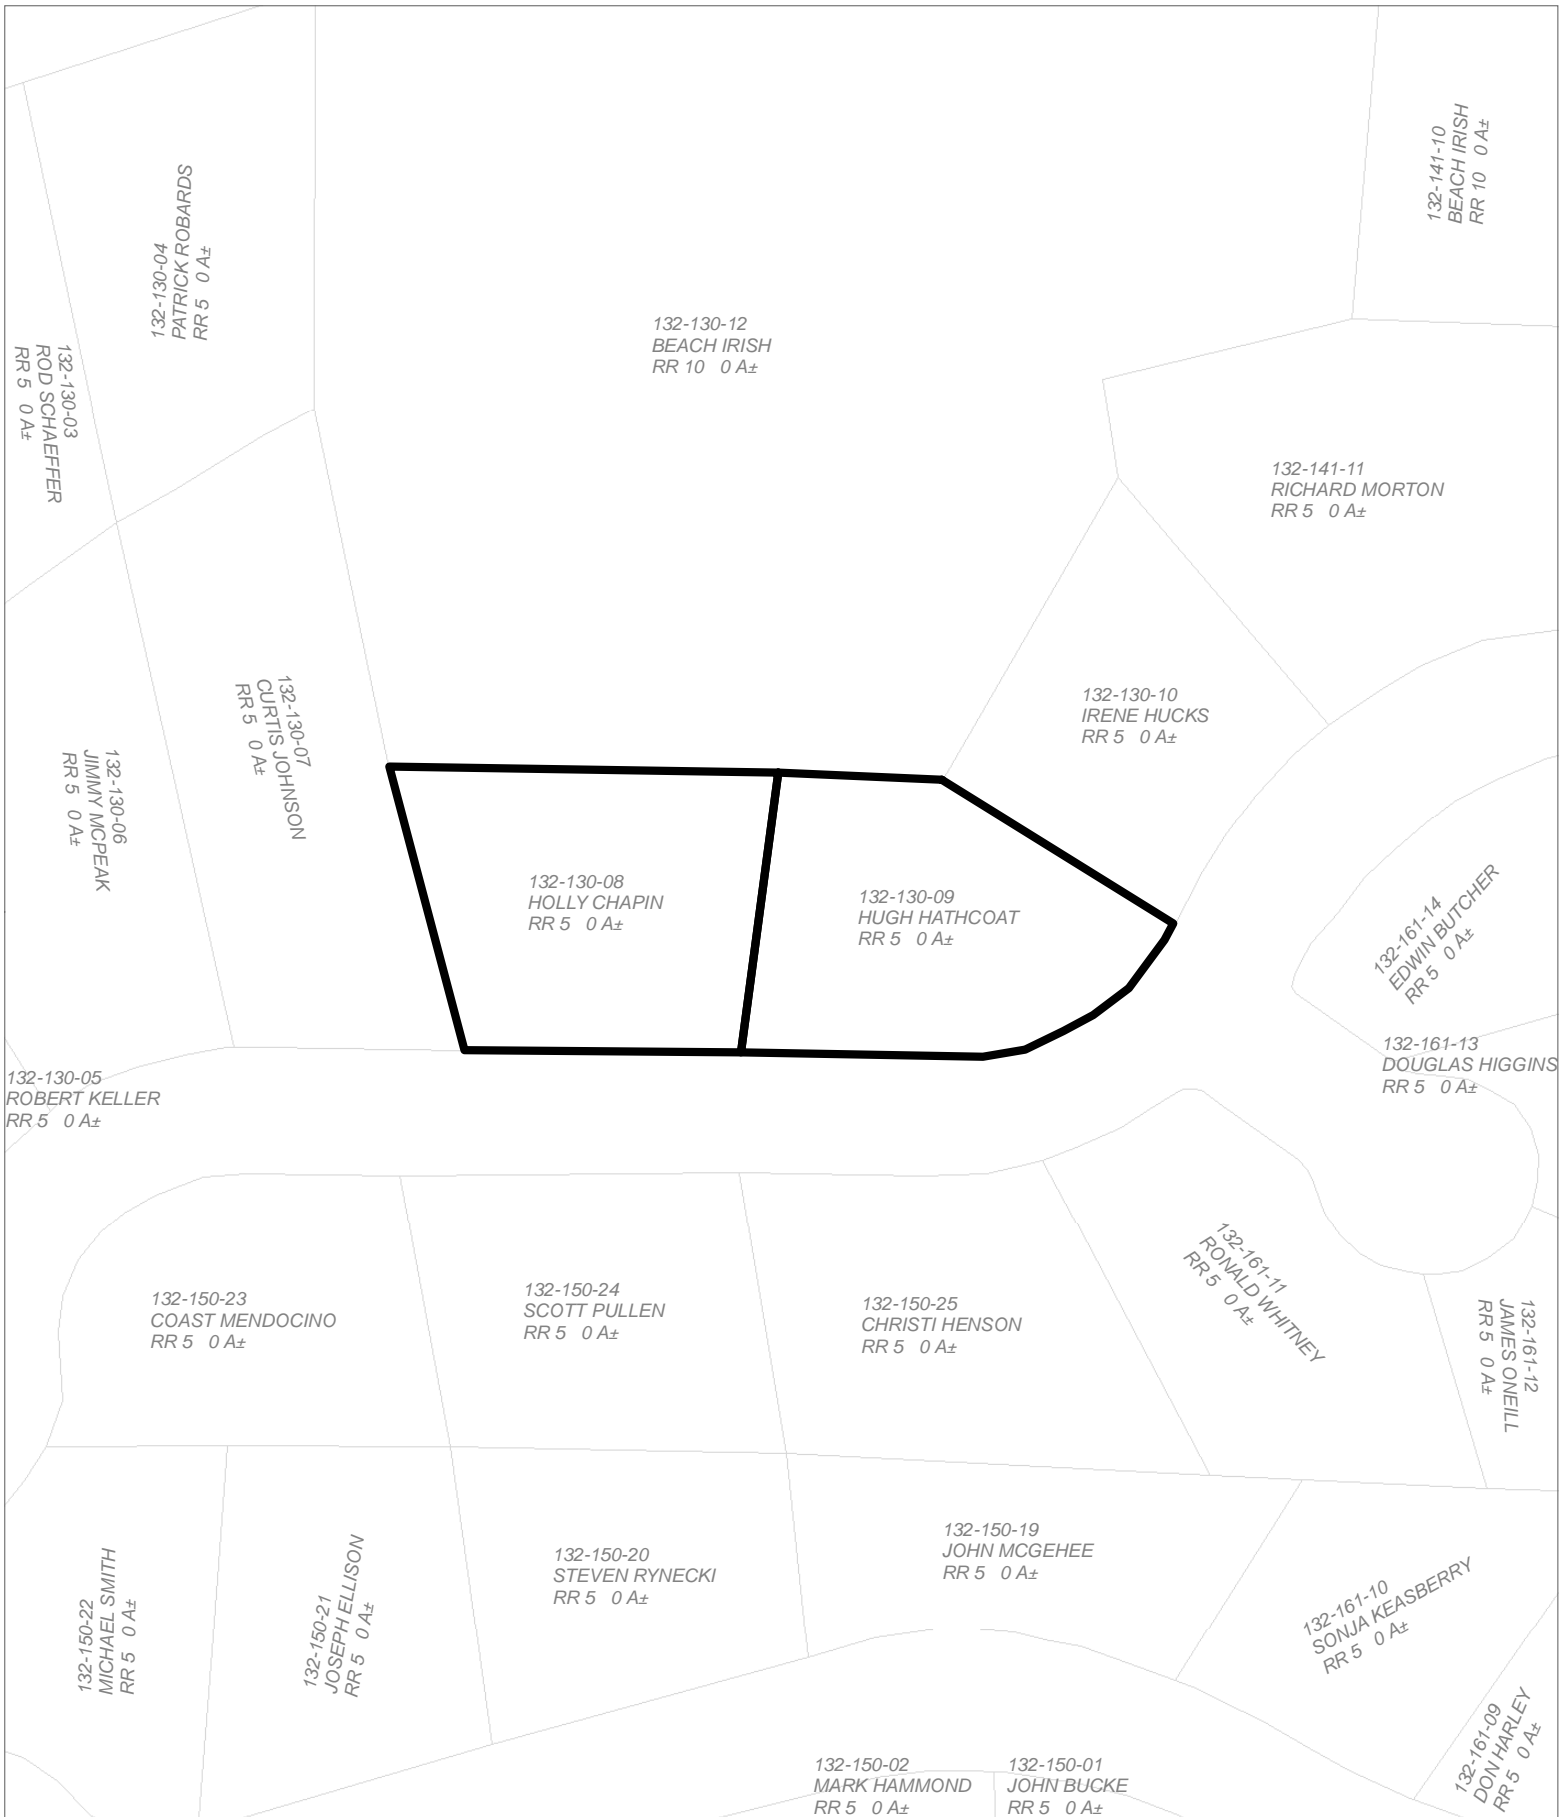 132-141-10
BEACH IRISH
RR 10 0 A±
132-130-04
PATRICK ROBARDS
RR 5 0 A±
132-130-12
BEACH IRISH
RR 10 0 A±
132-130-03
ROD SCHAEFFER
RR 5 0 A±
132-141-11
RICHARD MORTON
RR 5 0 A±
132-130-07
CURTIS JOHNSON
RR 5 0 A±
132-130-10
IRENE HUCKS
RR 5 0 A±
132-130-06
JIMMY MCPEAK
RR 5 0 A±
132-130-08
HOLLY CHAPIN
RR 5 0 A±
132-130-09
HUGH HATHCOAT
RR 5 0 A±
132-161-14
EDWIN BUTCHER
RR 5 0 A±
132-161-13
DOUGLAS HIGGINS
RR 5 0 A±
132-130-05
ROBERT KELLER
RR 5 0 A±
132-150-23
COAST MENDOCINO
RR 5 0 A±
132-150-24
SCOTT PULLEN
RR 5 0 A±
132-150-25
CHRISTI HENSON
RR 5 0 A±
132-161-11
RONALD WHITNEY
RR 5 0 A±
132-161-12
JAMES ONEILL
RR 5 0 A±
132-150-22
MICHAEL SMITH
RR 5 0 A±
132-150-21
JOSEPH ELLISON
RR 5 0 A±
132-150-20
STEVEN RYNECKI
RR 5 0 A±
132-150-19
JOHN MCGEHEE
RR 5 0 A±
132-161-10
SONJA KEASBERRY
RR 5 0 A±
132-161-09
DON HARLEY
RR 5 0 A±
132-150-02
MARK HAMMOND
RR 5 0 A±
132-150-01
JOHN BUCKE
RR 5 0 A±